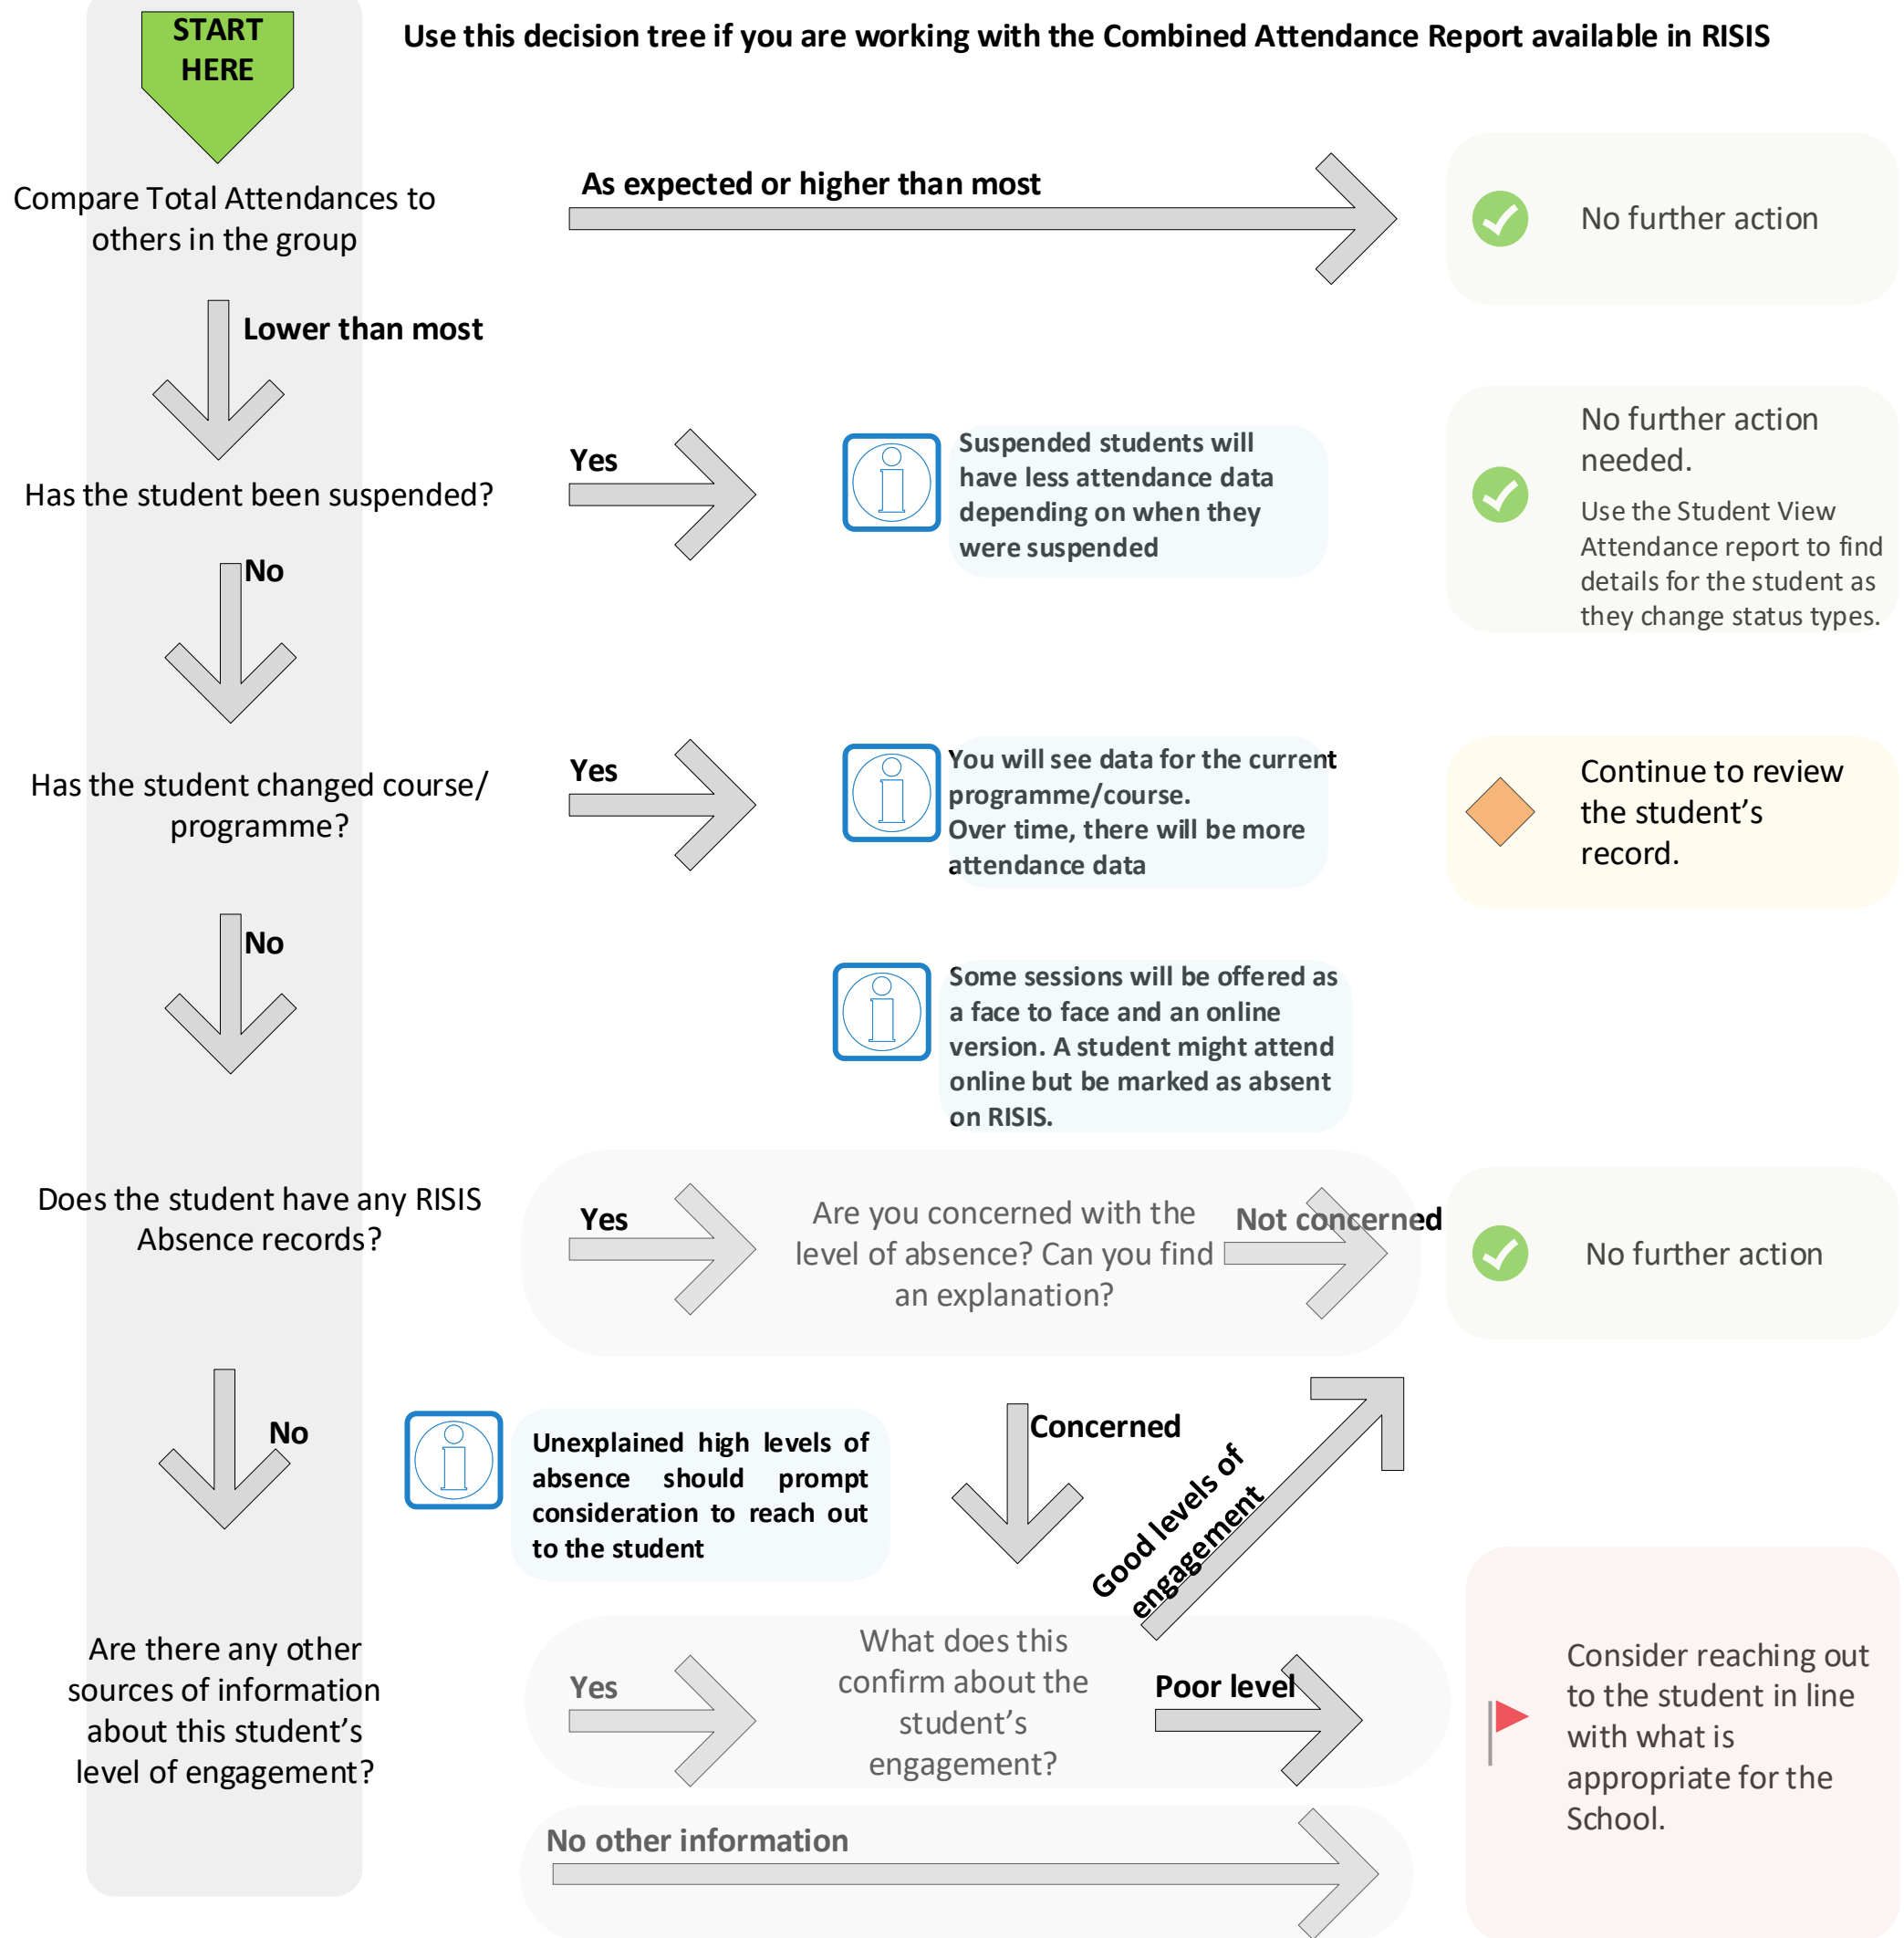 START
HERE
Use this decision tree if you are working with the Combined Attendance Report available in RISIS
Compare Total Attendances to
others in the group
As expected or higher than most
No further action
Lower than most
Has the student been suspended?
Yes
Suspended students will
have less attendance data
depending on when they
were suspended
No further action
needed.
Use the Student View
Attendance report to find
details for the student as
they change status types.
No
Has the student changed course/
programme?
Yes
You will see data for the current
programme/course.
Over time, there will be more
attendance data
Continue to review
the student’s
record.
No
Some sessions will be offered as
a face to face and an online
version. A student might attend
online but be marked as absent
on RISIS.
Does the student have any RISIS
Absence records?
Yes
Are you concerned with the
level of absence? Can you find
an explanation?
Not concerned
No further action
No
Unexplained high levels of
absence should prompt
consideration to reach out
to the student
Concerned
Good levels of
engagement
Are there any other
sources of information
about this student’s
level of engagement?
Yes
What does this
confirm about the
student’s
engagement?
Poor level
Consider reaching out
to the student in line
with what is
appropriate for the
School.
No other information